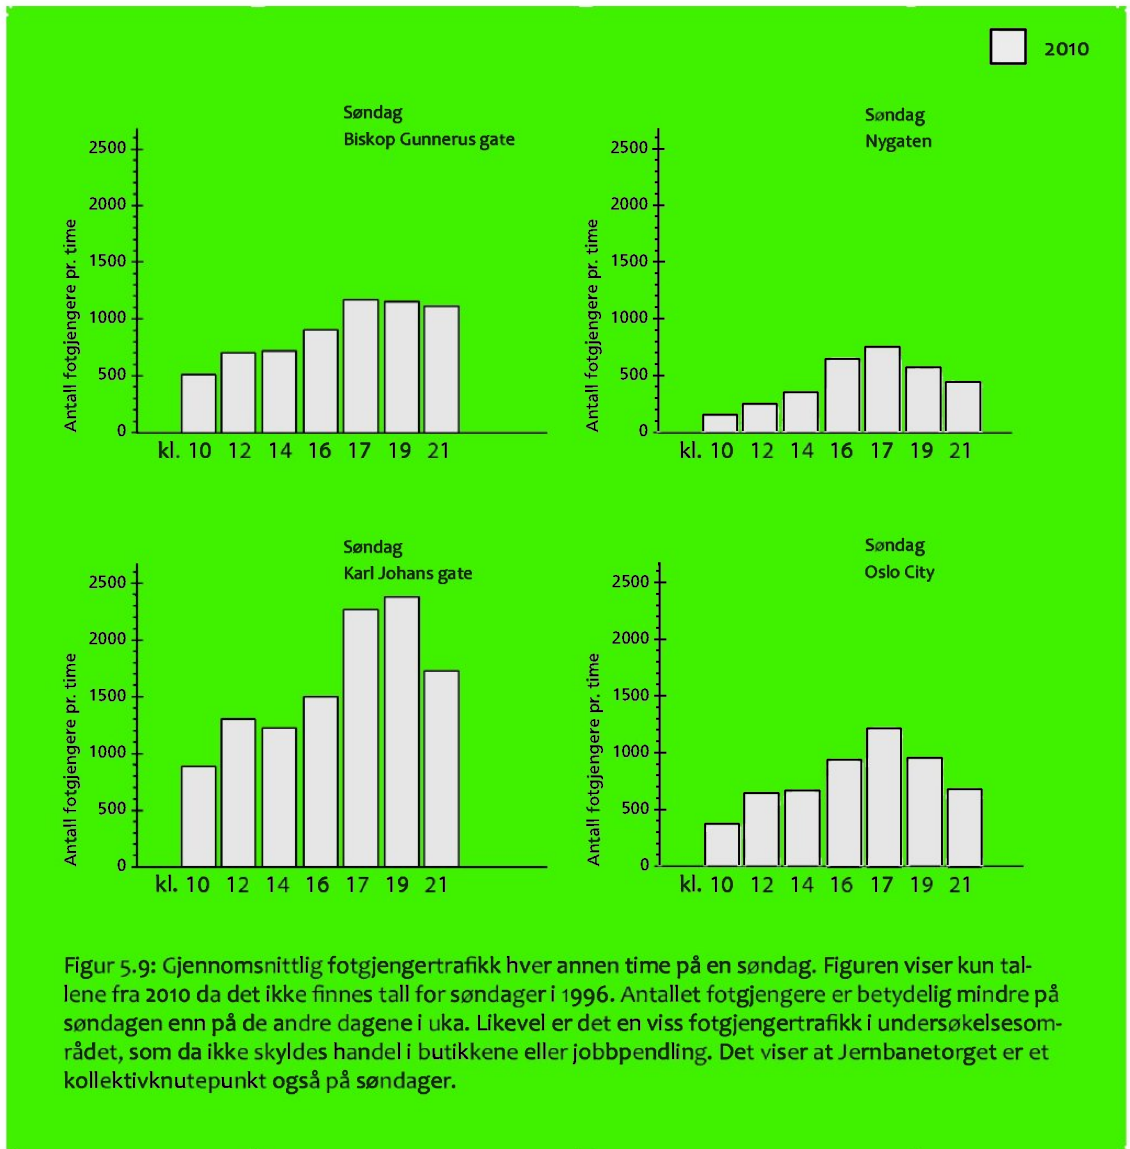 2010
Søndag
Biskop Gunnerus gate
2500
2000
1500
1000
500
0
Antall fotgjengere pr. time
kl. 10 12 14 16 17 19 21
Søndag
Nygaten
2500
2000
1500
1000
500
0
Antall fotgjengere pr. time
kl. 10 12 14 16 17 19 21
Søndag
Karl Johans gate
2500
2000
1500
1000
500
0
Antall fotgjengere pr. time
kl. 10 12 14 16 17 19 21
Søndag
Oslo City
2500
2000
1500
1000
500
0
Antall fotgjengere pr. time
kl. 10 12 14 16 17 19 21
Figur 5.9: Gjennomsnittlig fotgjengertrafikk hver annen time på en søndag. Figuren viser kun tal-
lene fra 2010 da det ikke finnes tall for søndager i 1996. Antallet fotgjengere er betydelig mindre på
søndagen enn på de andre dagene i uka. Likevel er det en viss fotgjengertrafikk i undersøkelsesom-
rådet, som da ikke skyldes handel i butikkene eller jobbpendling. Det viser at Jernbanetorget er et
kollektivknutepunkt også på søndager.